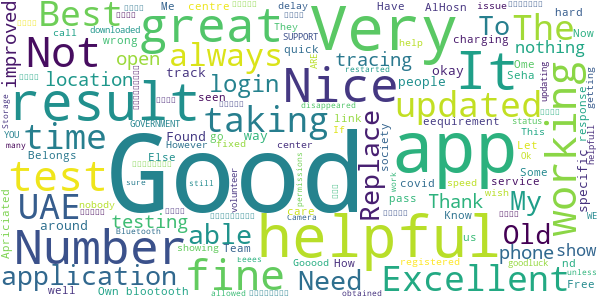 Best
great
Very
The
Me
centre
delay
Have
AlHosn
issue
hard
Now
To
nothing
downloaded
They
SUPPORT
quick
charging
improved
Not
call
wrong
open
always
login
tracing
people
okay
It
Ome
Seha
updating
getting
location
track
seen
ARE
help
restarted
disappeared
result
taking
Nice
updated
Working
response
helpfull
Storage
time
GOVERNMENT
Found
go
way
link
If
requirement
status
This
YOU
many
Belongs
However
fixed
center
Replace
society
app
Let
Ok
test
Else
Good
volunteer
permissions
covid
speed
Some
service
specific
Apriciated
UAE
sure
still
testing
nobody
care
Camera
work
pass
wish
Thank
My
Know
WE
around
Number
able
Team
helpful
us
Old
phone
show
application
Bluetooth
showing
fine
eeees
Gooood
How
registered
nd
goodluck
unless
well
Own
blootooth
allowed
Need
obtained
Excellent
Free